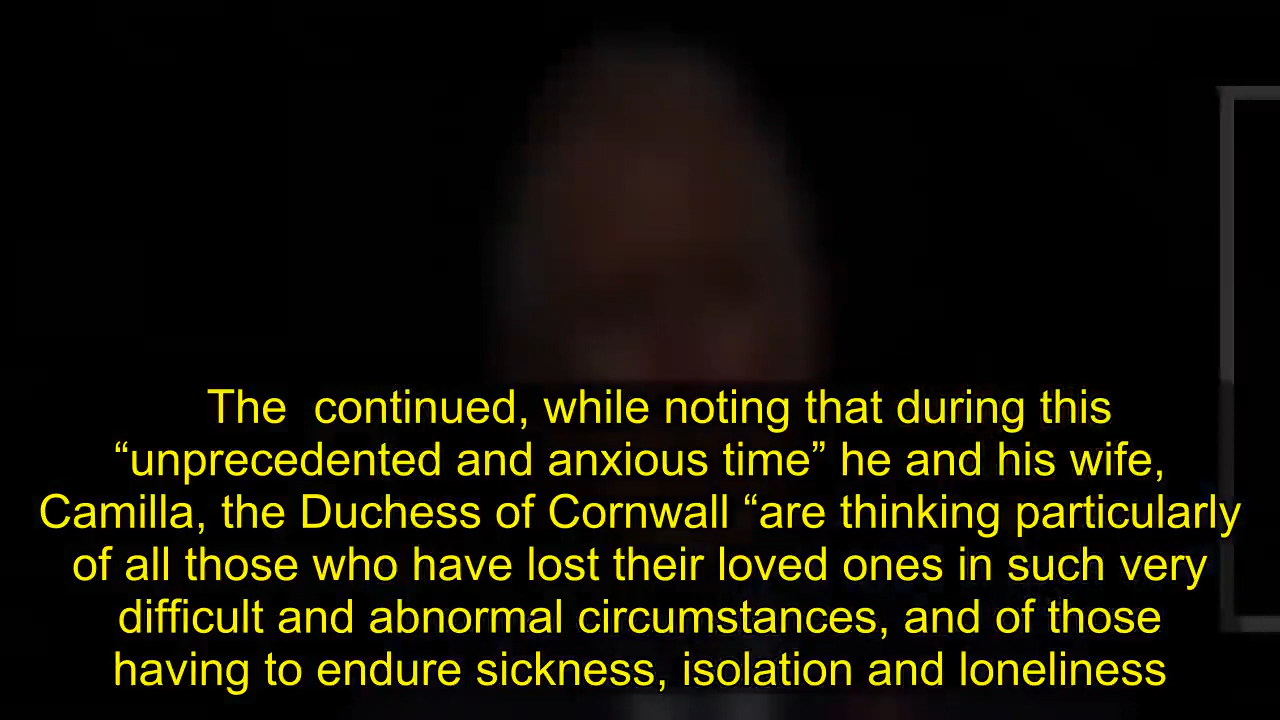 The  continued, while noting that during this
“unprecedented and anxious time” he and his wife,
Camilla, the Duchess of Cornwall “are thinking particularly
of all those who have lost their loved ones in such very
difficult and abnormal circumstances, and of those
having to endure sickness, isolation and loneliness